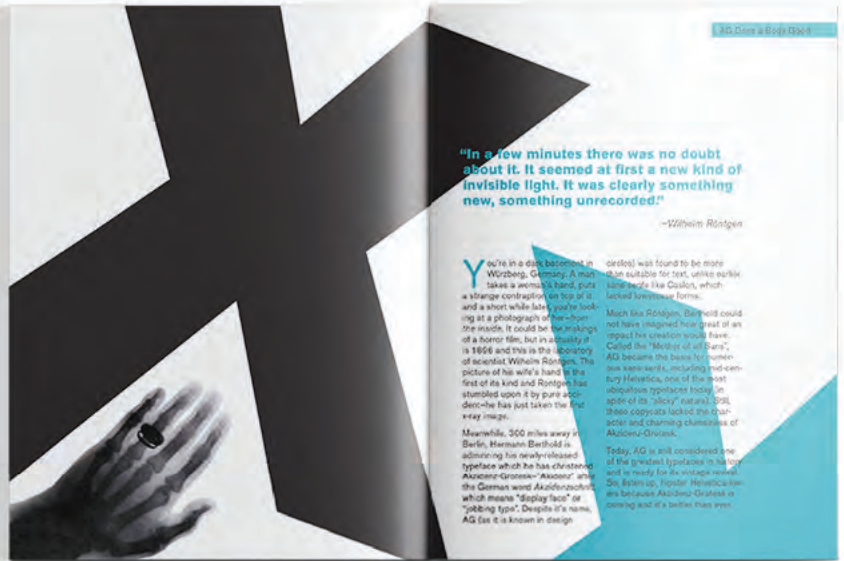 AG Does a Body Good
“In a few minutes there was no doubt
about it. It seemed at first a new kind of
invisible light. It was clearly something
new, something unrecorded.”
–Wilhelm Röntgen
You're in a dark basement in
Würzberg, Germany. A man
takes a woman's hand, puts
a strange contraption on top of it
and a short while later, you're look-
ing at a photograph of her–from
the inside. It could be the makings
of a horror film, but in actuality it
is 1896 and this is the laboratory
of scientist Wilhelm Röntgen. The
picture of his wife's hand is the
first of its kind and Röntgen has
stumbled upon it by pure acci-
dent–he has just taken the first
x-ray image.
Meanwhile, 300 miles away in
Berlin, Hermann Berthold is
admiring his newly-released
typeface which he has christened
Akzidenz-Grotesk–"Akzidenz" after
the German word Akzidenzschrift
which means "display face" or
"jobbing type". Despite it's name,
AG (as it is known in design
circles) was found to be more
than suitable for text, unlike earlier
sans serifs like Caslon, which
lacked lowercase forms.
Much like Röntgen, Berthold could
not have imagined how great of an
impact his creation would have.
Called the "Mother of all Sans",
AG became the basis for numer-
ous sans-serifs, including mid-cen-
tury Helvetica, one of the most
ubiquitous typefaces today (in
spite of its "slicky" nature). Still,
these copycats lacked the char-
acter and charming clumsiness of
Akzidenz-Grotesk.
Today, AG is still considered one
of the greatest typefaces in history
and is ready for its vintage revival.
So, listen up, hipster Helvetica-lov-
ers because Akzidenz-Grotesk is
coming and it's better than ever.